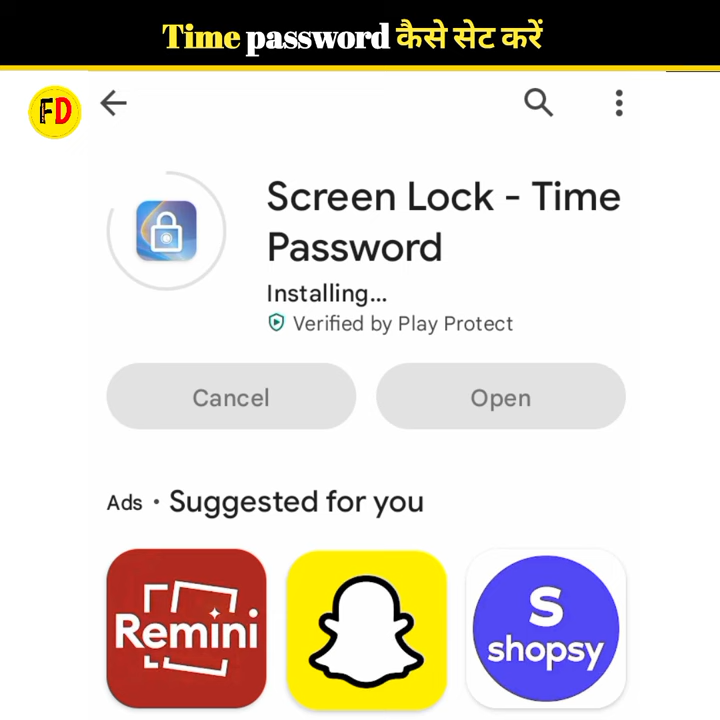 Time password कैसे सेट करें
FD
Screen Lock - Time
Password
Installing...
Verified by Play Protect
Cancel
Open
Ads • Suggested for you
Remini
S
shopsy